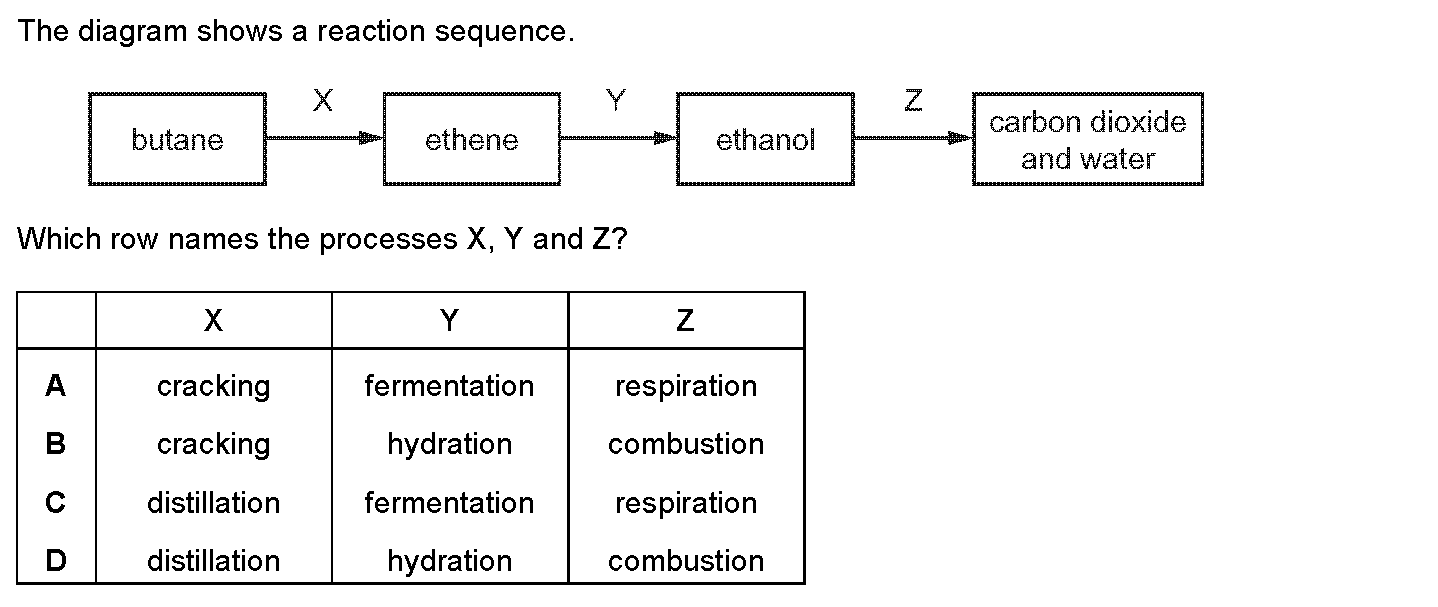 The diagram shows a reaction sequence.
X Y Z
butane ethene ethanol carbon dioxide
and water
Which row names the processes X, Y and Z?
X Y Z
A cracking fermentation respiration
B cracking hydration combustion
C distillation fermentation respiration
D distillation hydration combustion